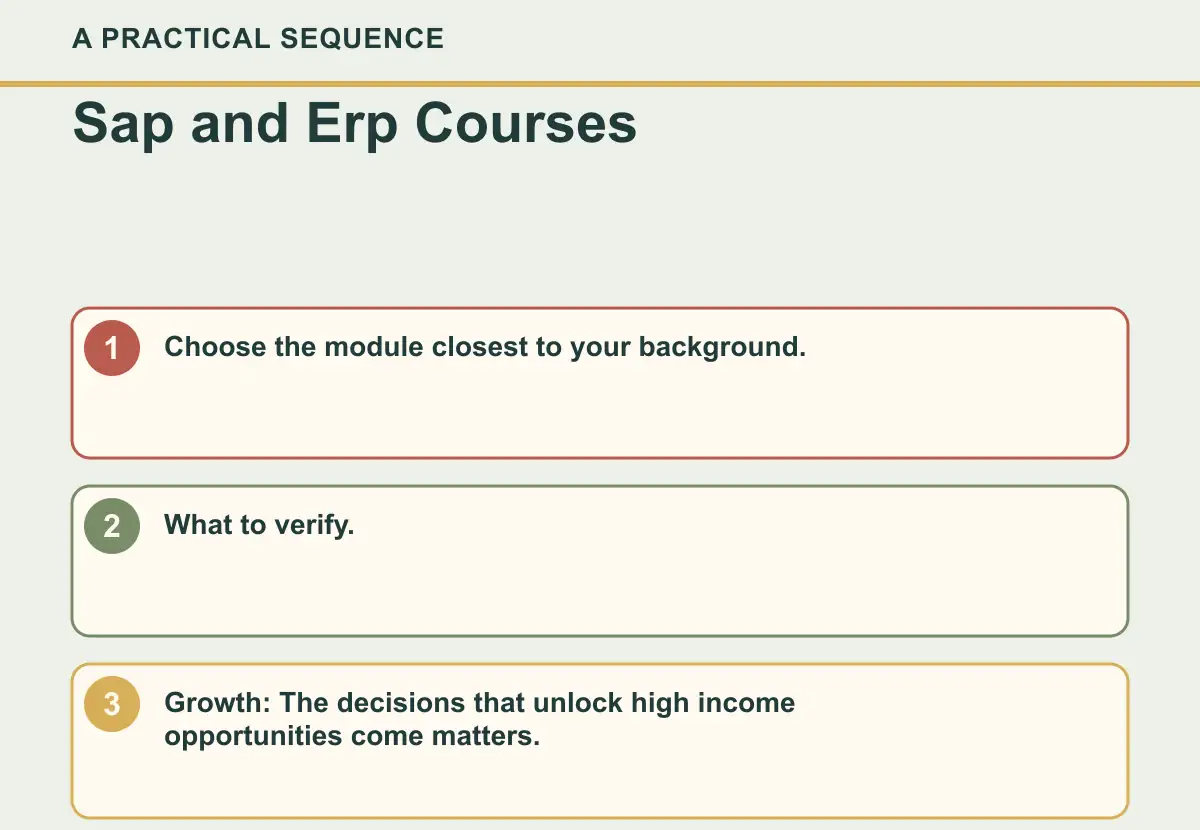 A PRACTICAL SEQUENCE
Sap and Erp Courses
1
Choose the module closest to your background.
2
What to verify.
3
Growth: The decisions that unlock high income
opportunities come matters.